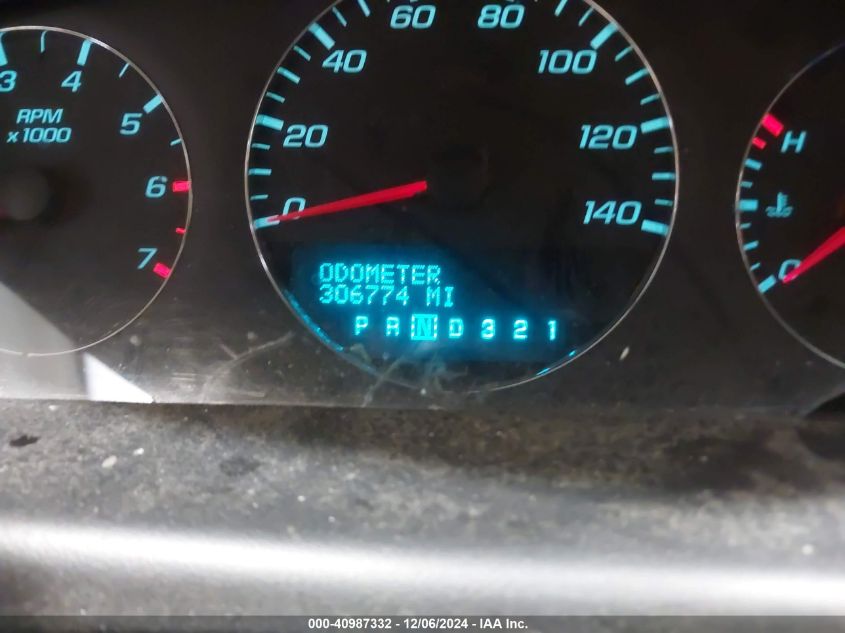 3 4 5 6 7
RPM
x 1000
0 20 40 60 80 100 120 140
ODOMETER
306774 MI
P R N D 3 2 1
H
C
000-40987332 - 12/06/2024 - IAA Inc.